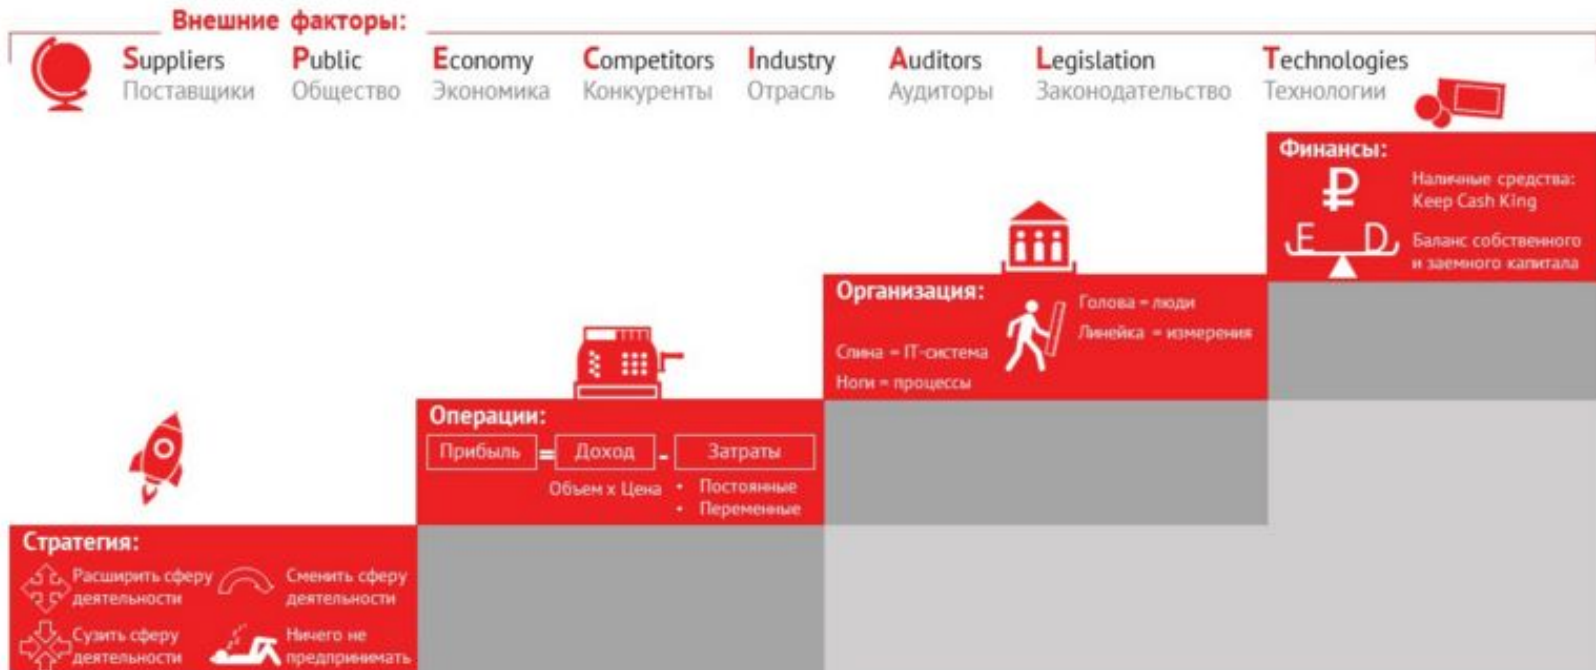 Внешние факторы:
Suppliers
Поставщики
Public
Общество
Economy
Экономика
Competitors
Конкуренты
Industry
Отрасль
Auditors
Аудиторы
Legislation
Законодательство
Technologies
Технологии
Финансы:
₽
E D
Наличные средства:
Keep Cash King
Баланс собственного
и заемного капитала
Организация:
Голова = люди
Линейка = измерения
Спина = IT-система
Ноги = процессы
Операции:
Прибыль = Доход - Затраты
Объем х Цена
• Постоянные
• Переменные
Стратегия:
Расширить сферу
деятельности
Сменить сферу
деятельности
Сузить сферу
деятельности
Ничего не
предпринимать